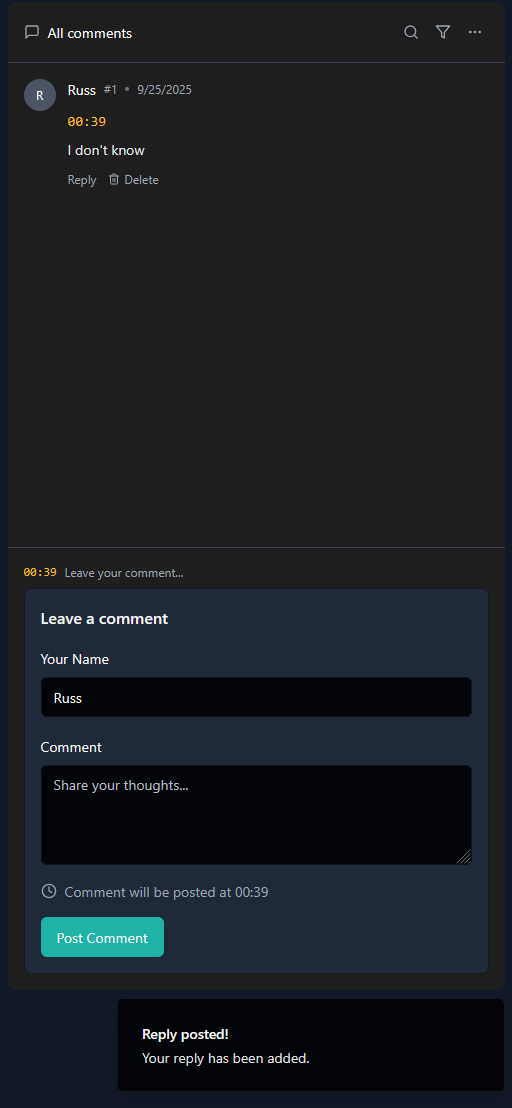 All comments
R
Russ #1 • 9/25/2025
00:39
I don't know
Reply Delete
00:39 Leave your comment...
Leave a comment
Your Name
Russ
Comment
Share your thoughts...
Comment will be posted at 00:39
Post Comment
Reply posted!
Your reply has been added.